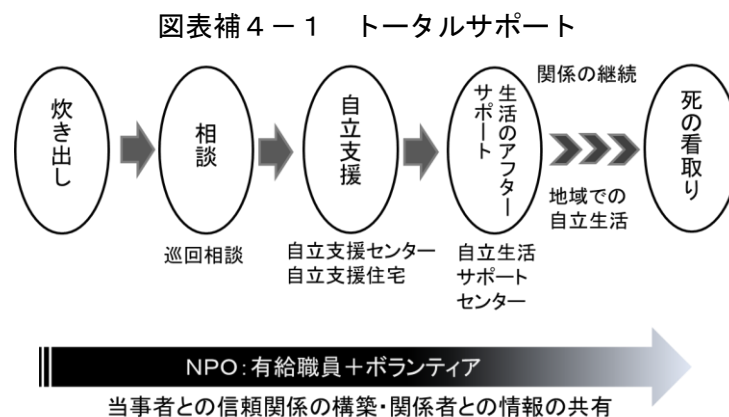 図表補4－1　トータルサポート
炊き出し
相談
自立支援
生活のアフター
サポート
関係の継続
死の看取り
巡回相談
自立支援センター
自立支援住宅
自立生活
サポート
センター
地域での
自立生活
NPO：有給職員＋ボランティア
当事者との信頼関係の構築・関係者との情報の共有